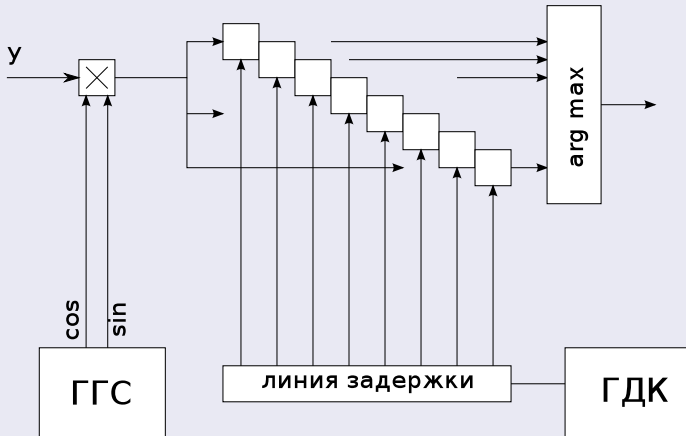 У
arg max
cos
sin
ГГС
линия задержки
ГДК